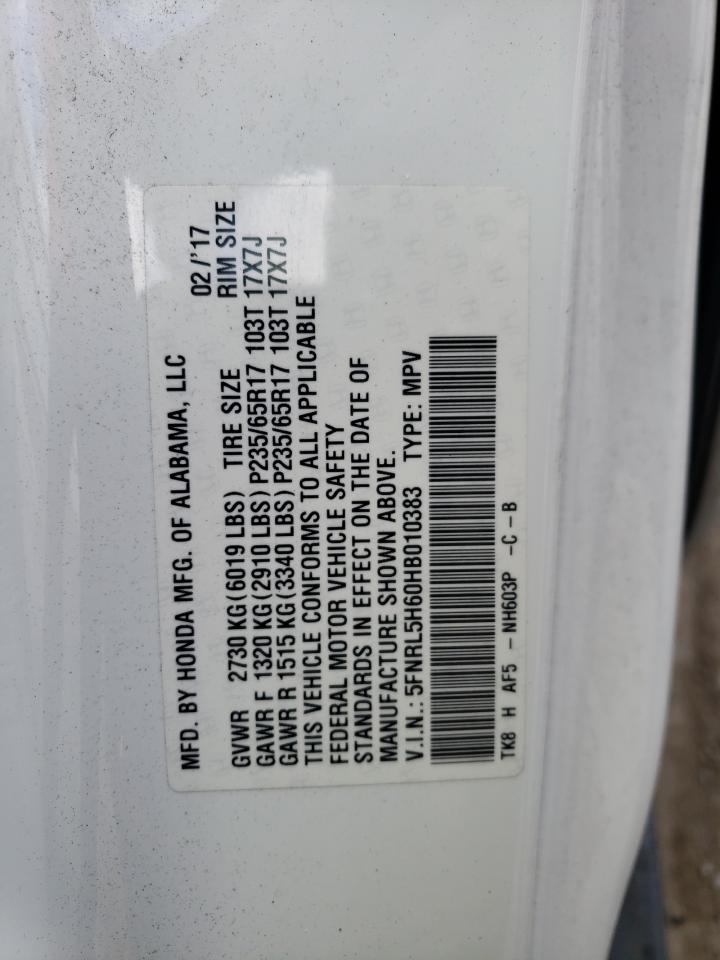 MFD. BY HONDA MFG. OF ALABAMA, LLC 02/'17
GVWR 2730 KG(6019 LBS) TIRE SIZE RIM SIZE
GAWR F 1320 KG(2910 LBS) P235/65R17 103T 17X7J
GAWR R 1515 KG(3340 LBS) P235/65R17 103T 17X7J
THIS VEHICLE CONFORMS TO ALL APPLICABLE
FEDERAL MOTOR VEHICLE SAFETY
STANDARDS IN EFFECT ON THE DATE OF
MANUFACTURE SHOWN ABOVE.
V.I.N.: 5FNRL5H60HB010383 TYPE: MPV
TK8 H AF5 - NH603P -C-B